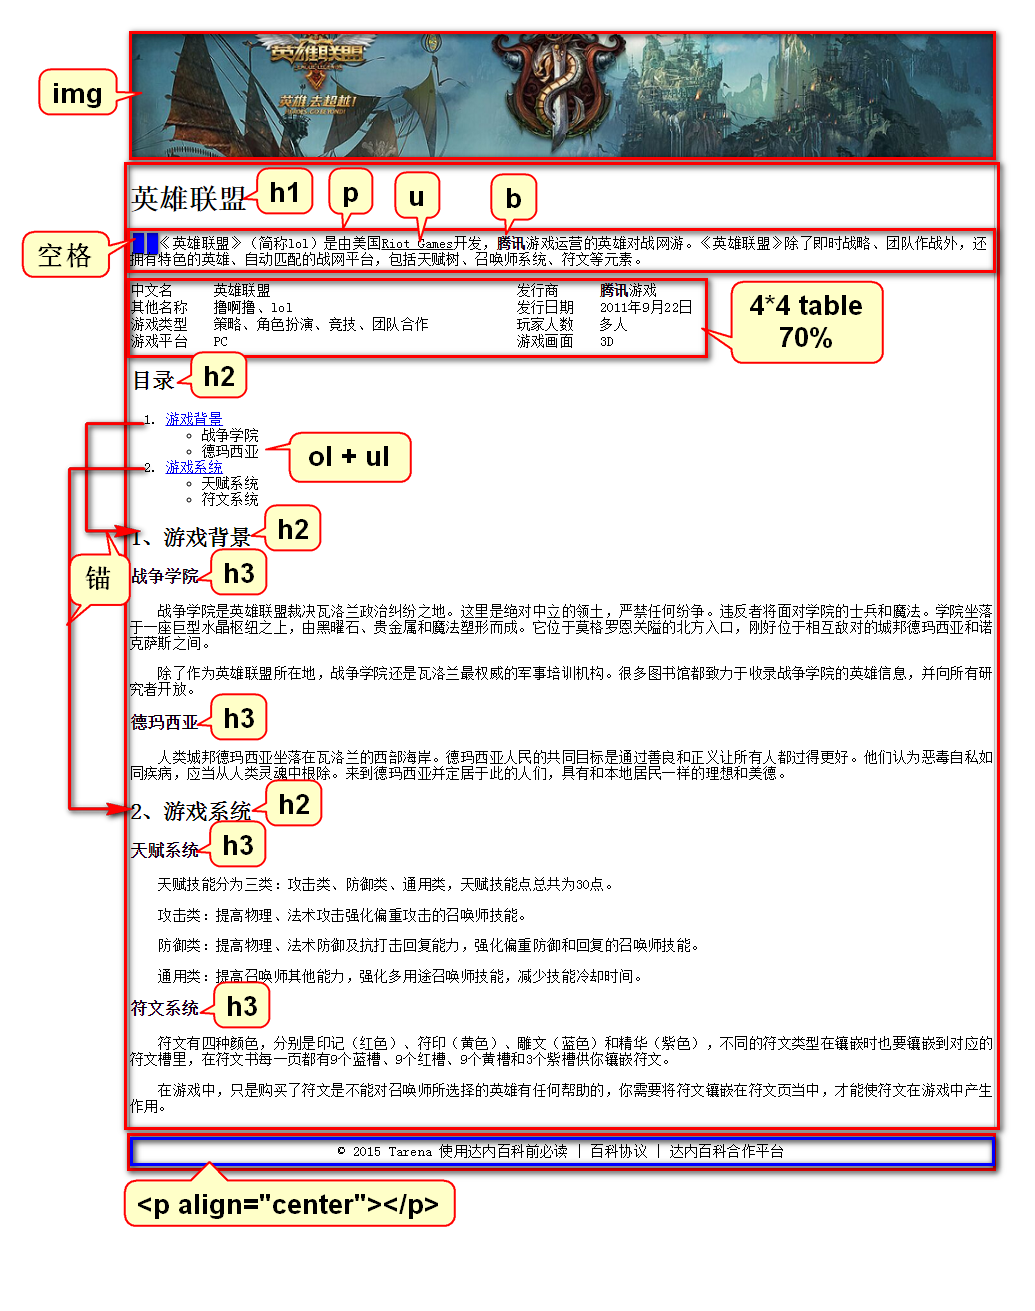 英雄联盟
英雄,去超越!
img
英雄联盟
h1
p
u
b
空格
《英雄联盟》（简称lol）是由美国Riot Games开发，腾讯游戏运营的英雄对战网游。《英雄联盟》除了即时战略、团队作战外，还
拥有特色的英雄、自动匹配的战网平台，包括天赋树、召唤师系统、符文等元素。
中文名 英雄联盟 发行商 腾讯游戏
其他名称 撸啊撸、lol 发行日期 2011年9月22日
游戏类型 策略、角色扮演、竞技、团队合作 玩家人数 多人
游戏平台 PC 游戏画面 3D
4*4 table
70%
目录
h2
1. 游戏背景
战争学院
德玛西亚
2. 游戏系统
天赋系统
符文系统
ol + ul
1、游戏背景
h2
锚
战争学院
h3
战争学院是英雄联盟裁决瓦洛兰政治纠纷之地。这里是绝对中立的领土，严禁任何纷争。违反者将面对学院的士兵和魔法。学院坐落
于一座巨型水晶枢纽之上，由黑曜石、贵金属和魔法塑形而成。它位于莫格罗恩关隘的北方入口，刚好位于相互敌对的城邦德玛西亚和诺
克萨斯之间。
除了作为英雄联盟所在地，战争学院还是瓦洛兰最权威的军事培训机构。很多图书馆都致力于收录战争学院的英雄信息，并向所有研
究者开放。
德玛西亚
h3
人类城邦德玛西亚坐落在瓦洛兰的西部海岸。德玛西亚人民的共同目标是通过善良和正义让所有人都过得更好。他们认为恶毒自私如
同疾病，应当从人类灵魂中根除。来到德玛西亚并定居于此的人们，具有和本地居民一样的理想和美德。
2、游戏系统
h2
天赋系统
h3
天赋技能分为三类：攻击类、防御类、通用类，天赋技能点总共为30点。
攻击类：提高物理、法术攻击强化偏重攻击的召唤师技能。
防御类：提高物理、法术防御及抗打击回复能力，强化偏重防御和回复的召唤师技能。
通用类：提高召唤师其他能力，强化多用途召唤师技能，减少技能冷却时间。
符文系统
h3
符文有四种颜色，分别是印记（红色）、符印（黄色）、雕文（蓝色）和精华（紫色），不同的符文类型在镶嵌时也要镶嵌到对应的
符文槽里，在符文书每一页都有9个蓝槽、9个红槽、9个黄槽和3个紫槽供你镶嵌符文。
在游戏中，只是购买了符文是不能对召唤师所选择的英雄有任何帮助的，你需要将符文镶嵌在符文页当中，才能使符文在游戏中产生
作用。
© 2015 Tarena 使用达内百科前必读 | 百科协议 | 达内百科合作平台
<p align="center"></p>